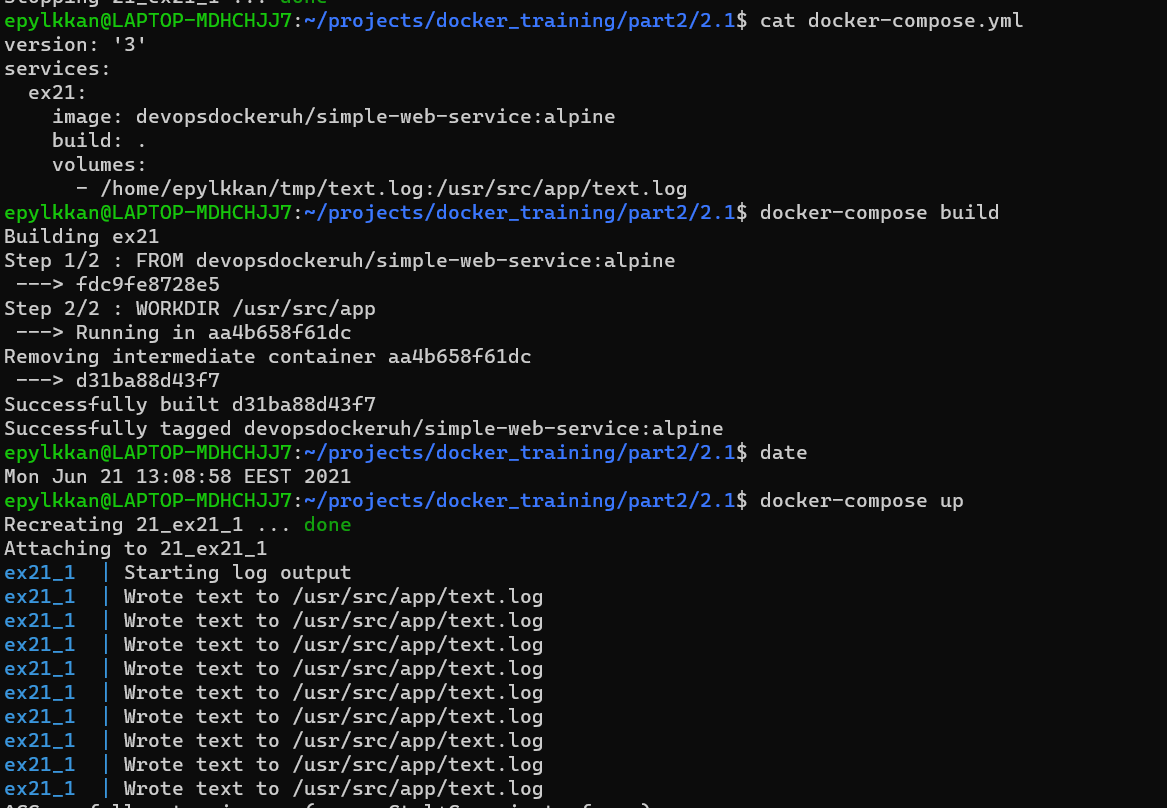 Stopping 21_ex21_1 ... done
epylkkan@LAPTOP-MDHCHJJ7:~/projects/docker_training/part2/2.1$ cat docker-compose.yml
version: '3'
services:
  ex21:
    image: devopsdockeruh/simple-web-service:alpine
    build: .
    volumes:
      - /home/epylkkan/tmp/text.log:/usr/src/app/text.log
epylkkan@LAPTOP-MDHCHJJ7:~/projects/docker_training/part2/2.1$ docker-compose build
Building ex21
Step 1/2 : FROM devopsdockeruh/simple-web-service:alpine
 ---> fdc9fe8728e5
Step 2/2 : WORKDIR /usr/src/app
 ---> Running in aa4b658f61dc
Removing intermediate container aa4b658f61dc
 ---> d31ba88d43f7
Successfully built d31ba88d43f7
Successfully tagged devopsdockeruh/simple-web-service:alpine
epylkkan@LAPTOP-MDHCHJJ7:~/projects/docker_training/part2/2.1$ date
Mon Jun 21 13:08:58 EEST 2021
epylkkan@LAPTOP-MDHCHJJ7:~/projects/docker_training/part2/2.1$ docker-compose up
Recreating 21_ex21_1 ... done
Attaching to 21_ex21_1
ex21_1  | Starting log output
ex21_1  | Wrote text to /usr/src/app/text.log
ex21_1  | Wrote text to /usr/src/app/text.log
ex21_1  | Wrote text to /usr/src/app/text.log
ex21_1  | Wrote text to /usr/src/app/text.log
ex21_1  | Wrote text to /usr/src/app/text.log
ex21_1  | Wrote text to /usr/src/app/text.log
ex21_1  | Wrote text to /usr/src/app/text.log
ex21_1  | Wrote text to /usr/src/app/text.log
ex21_1  | Wrote text to /usr/src/app/text.log